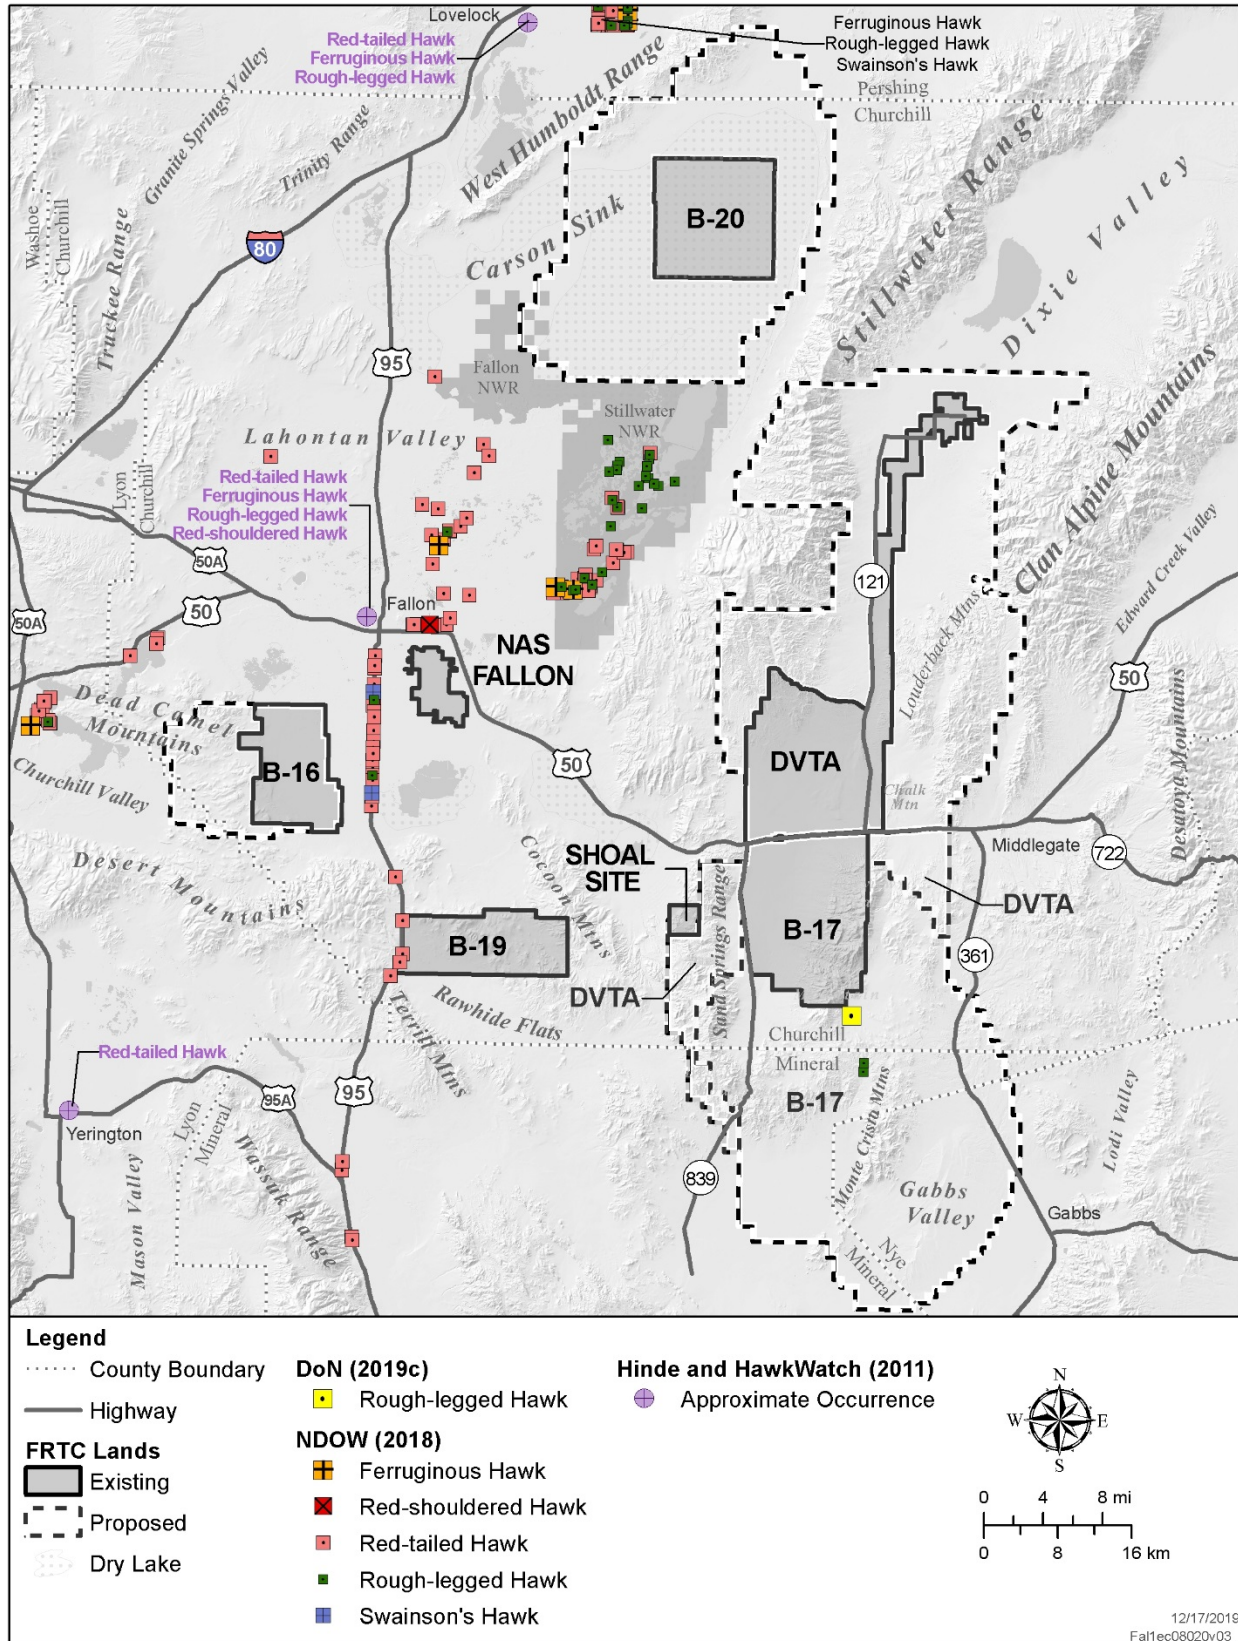 Lovelock
Red-tailed Hawk
Ferruginous Hawk
Rough-legged Hawk
Ferruginous Hawk
Rough-legged Hawk
Swainson's Hawk
Pershing
Churchill
Granite Springs Valley
Trinity Range
West Humboldt Range
Washoe
Churchill
Truckee Range
80
Carson Sink
B-20
Stillwater Range
Dixie Valley
95
Fallon
NWR
Stillwater
NWR
Lahontan Valley
Lyon
Churchill
Red-tailed Hawk
Ferruginous Hawk
Rough-legged Hawk
Red-shouldered Hawk
Clan Alpine Mountains
Edward Creek Valley
50A
50
50A
121
Fallon
NAS
FALLON
Louderback Mtns
50
Dead Camel
Mountains
B-16
Churchill Valley
50
DVTA
Chalk
Mtn
Desatoya Mountains
Middlegate
722
Desert Mountains
Cocoon Mtns
SHOAL
SITE
DVTA
B-19
B-17
361
DVTA
Sand Springs Range
Rawhide Flats
Terrill Mtns
Churchill
Mineral
B-17
Red-tailed Hawk
Yerington
95A
95
Lyon
Mineral
Wassuk Range
Mason Valley
839
Monte Cristo Mtns
Gabbs
Valley
Lodi Valley
Gabbs
Nye
Mineral
Legend
County Boundary
Highway
FRTC Lands
Existing
Proposed
Dry Lake
DoN (2019c)
Rough-legged Hawk
NDOW (2018)
Ferruginous Hawk
Red-shouldered Hawk
Red-tailed Hawk
Rough-legged Hawk
Swainson's Hawk
Hinde and HawkWatch (2011)
Approximate Occurrence
N
W E
S
0 4 8 mi
0 8 16 km
12/17/2019
Fal1ec08020v03